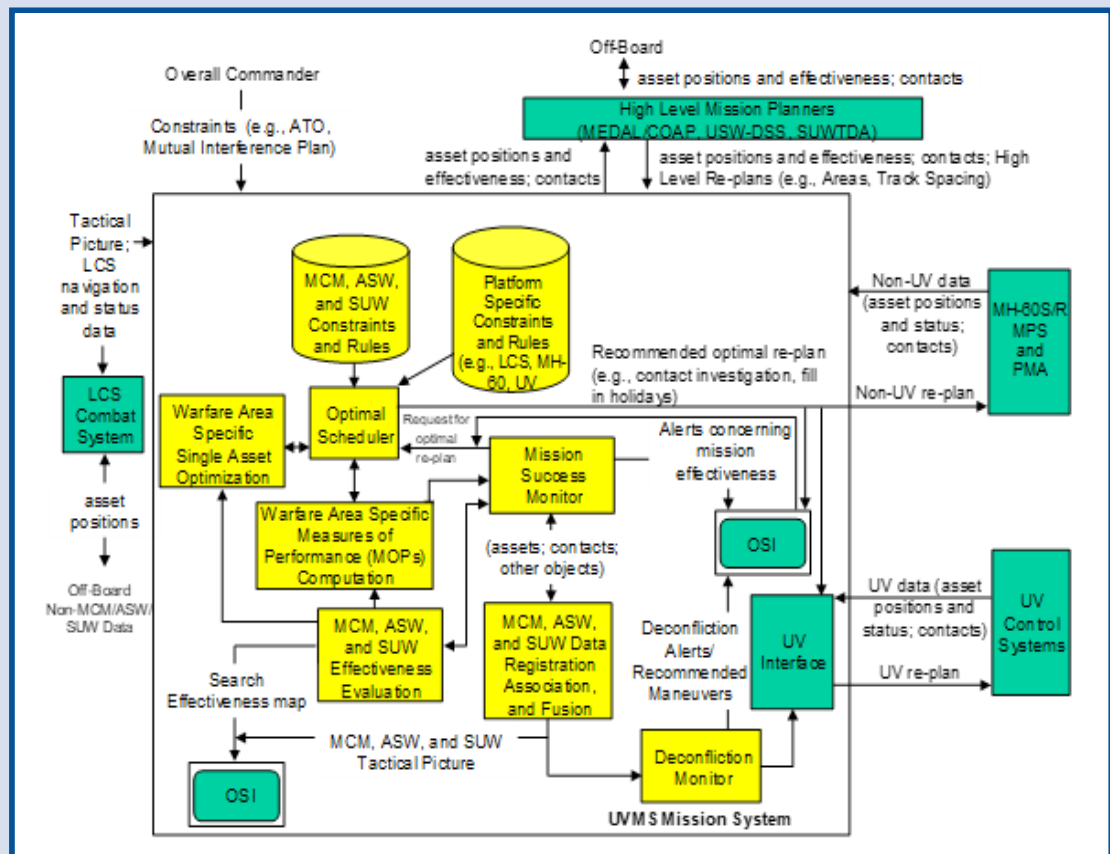 Off-Board
asset positions and effectiveness; contacts
Overall Commander
High Level Mission Planners
(MEDAL/COAP, USW-DSS, SUWTDA)
Constraints (e.g., ATO,
Mutual Interference Plan)
asset positions and
effectiveness; contacts
asset positions and effectiveness; contacts; High
Level Re-plans (e.g., Areas, Track Spacing)
Tactical
Picture;
LCS
navigation
and status
data
LCS
Combat
System
asset
positions
Off-Board
Non-MCM/ASW/
SUW Data
MCM, ASW,
and SUW
Constraints
and Rules
Platform
Specific
Constraints
and Rules
(e.g., LCS, MH-
60, UV
Non-UV data
(asset positions
and status;
contacts)
MH-60S/R
MPS
and
PMA
Recommended optimal re-plan
(e.g., contact investigation, fill
in holidays)
Non-UV re-plan
Warfare Area
Specific
Single Asset
Optimization
Optimal
Scheduler
Request for
optimal
re-plan
Mission
Success
Monitor
Alerts concerning
mission
effectiveness
Warfare Area Specific
Measures of
Performance (MOPs)
Computation
(assets; contacts;
other objects)
OSI
MCM, ASW,
and SUW
Effectiveness
Evaluation
MCM, ASW,
and SUW Data
Registration
Association,
and Fusion
Deconfliction
Alerts/
Recommended
Maneuvers
UV
Interface
UV data (asset
positions and
status; contacts)
UV
Control
Systems
UV re-plan
Search
Effectiveness map
MCM, ASW, and SUW
Tactical Picture
OSI
Deconfliction
Monitor
UVMS Mission System